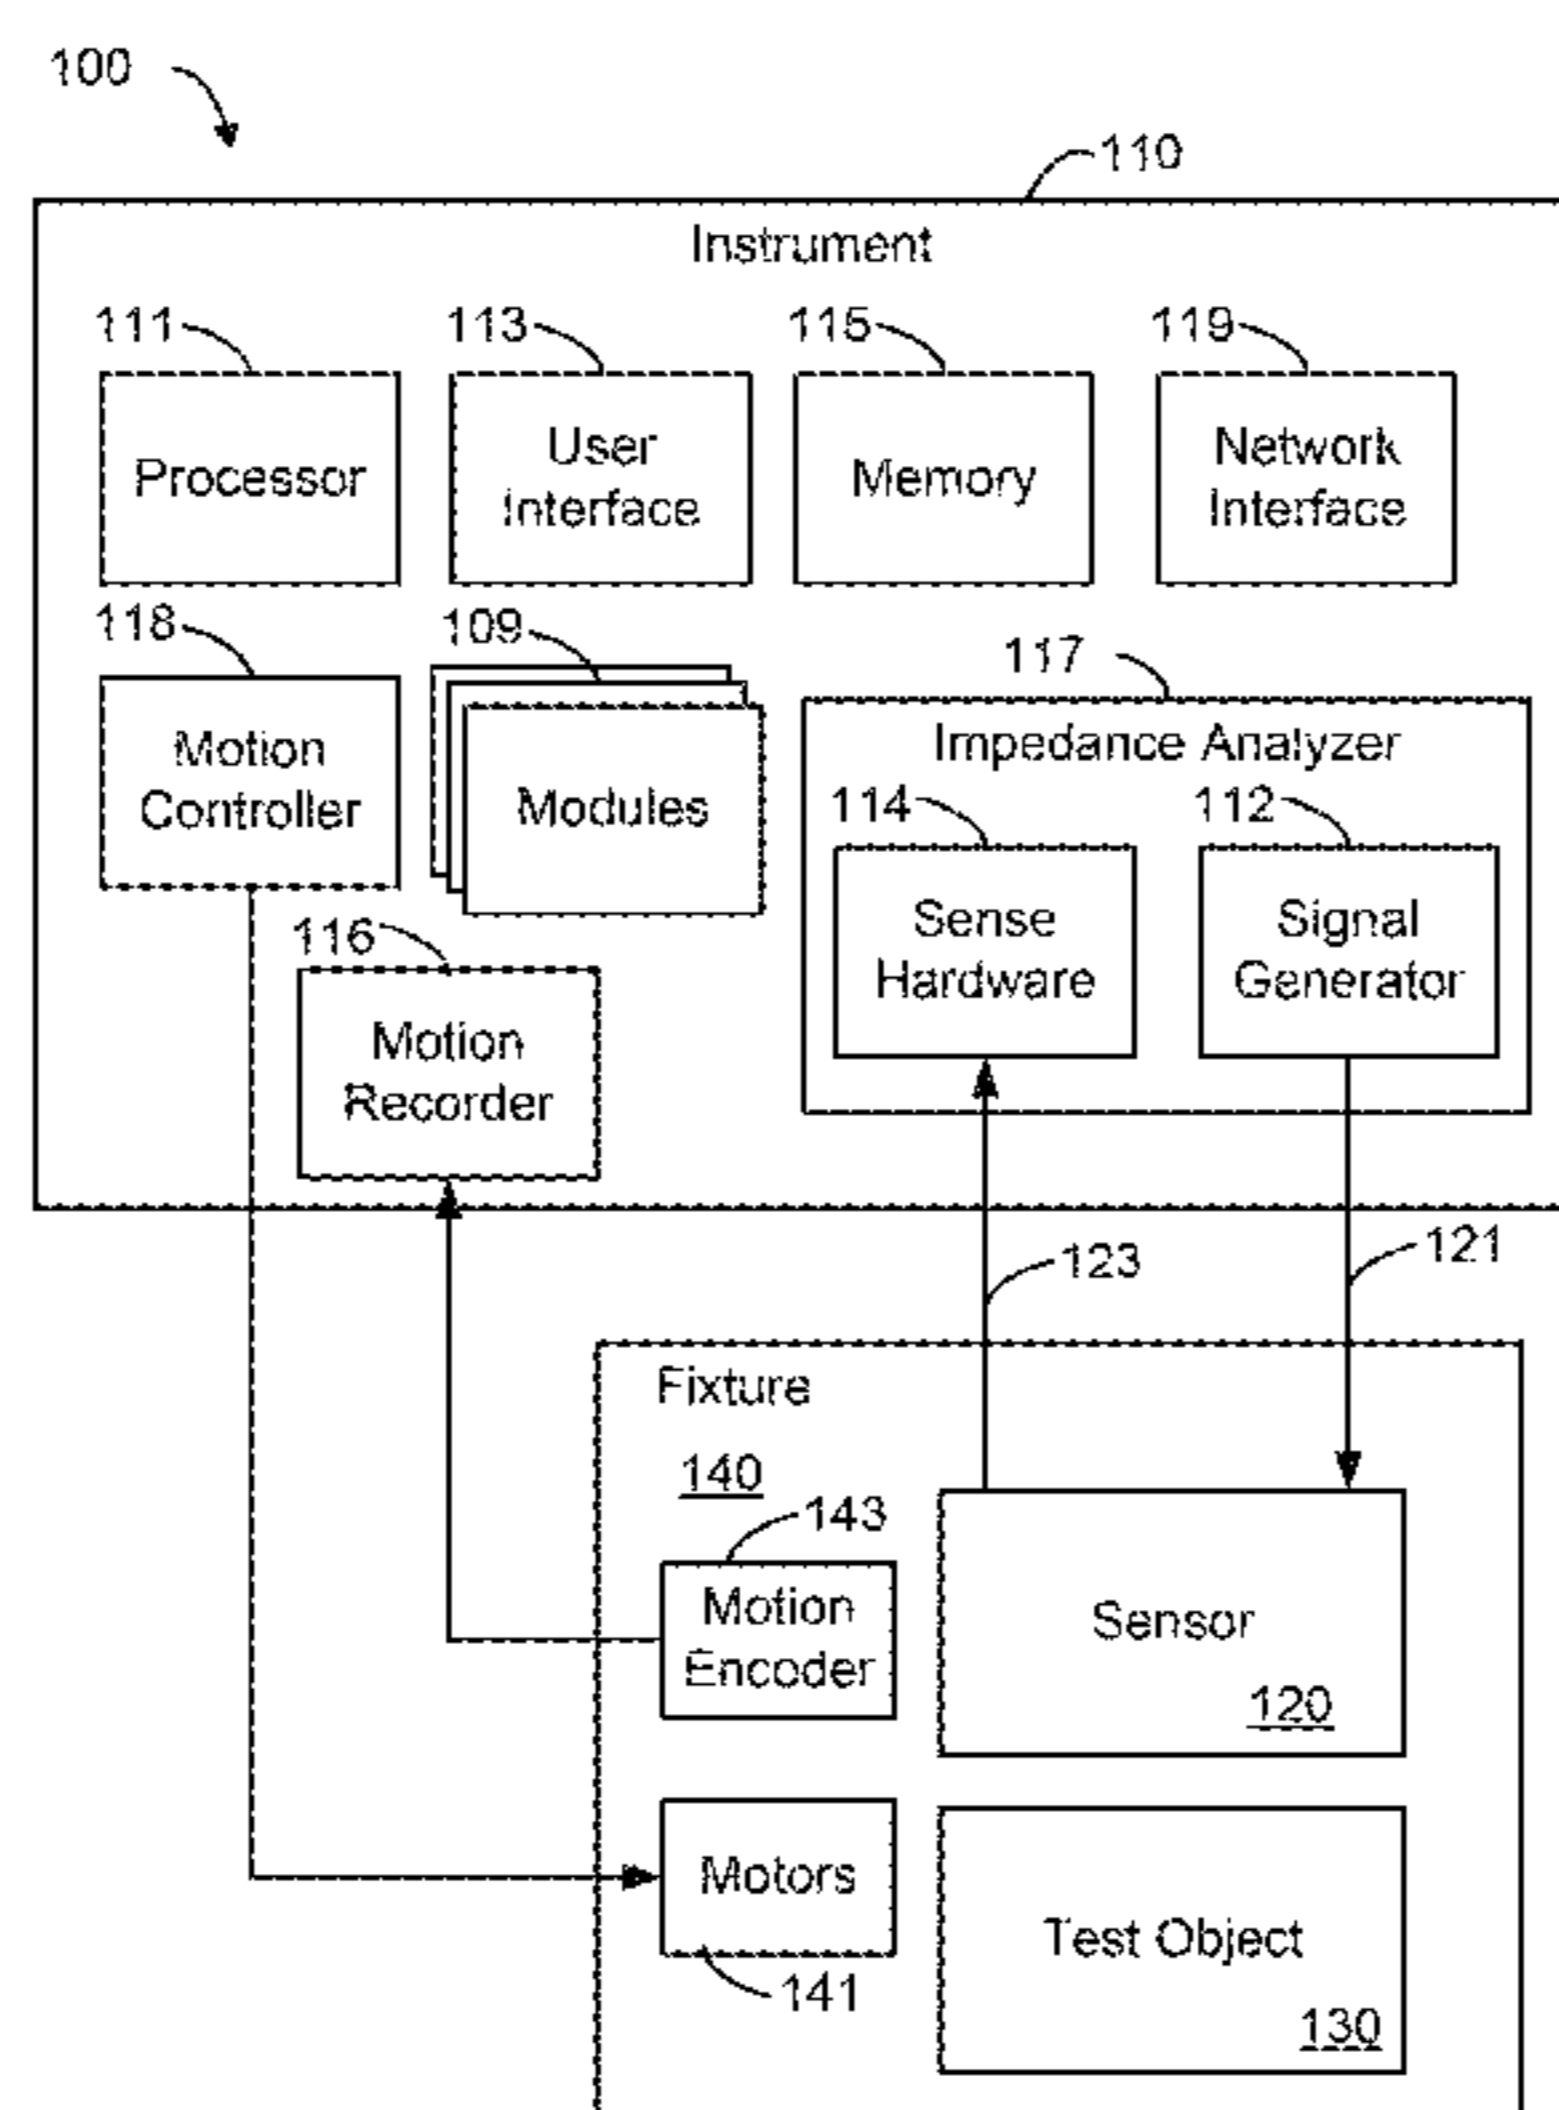 100
110
Instrument
111
113
115
119
Processor
User
Interface
Memory
Network
Interface
118
109
117
Motion
Controller
Modules
Impedance Analyzer
114
112
Sense
Hardware
Signal
Generator
116
Motion
Recorder
123
121
Fixture
140
143
Motion
Encoder
Sensor
120
Motors
141
Test Object
130